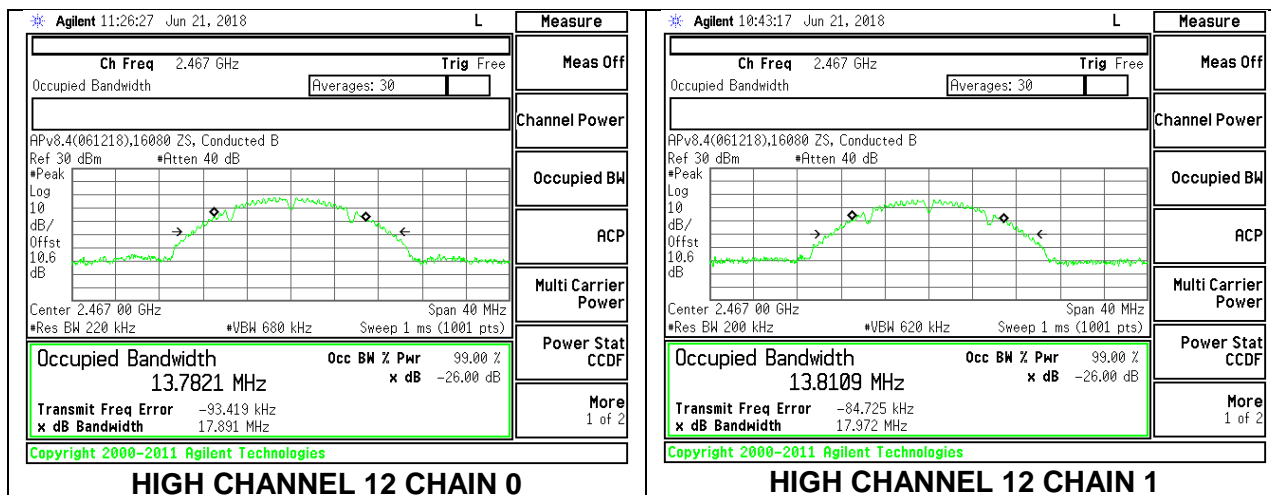 Agilent 11:26:27 Jun 21, 2018 L Measure
Ch Freq 2.467 GHz Trig Free
Occupied Bandwidth Averages: 30
APv8.4(061218),16080 ZS, Conducted B
Ref 30 dBm #Atten 40 dB
#Peak
Log
10
dB/
Offst
10.6
dB
Center 2.467 00 GHz Span 40 MHz
#Res BW 220 kHz #VBW 680 kHz Sweep 1 ms (1001 pts)
Occupied Bandwidth Occ BW % Pwr 99.00 %
13.7821 MHz x dB -26.00 dB
Transmit Freq Error -93.419 kHz
x dB Bandwidth 17.891 MHz
Copyright 2000-2011 Agilent Technologies
Meas Off
Channel Power
Occupied BW
ACP
Multi Carrier
Power
Power Stat
CCDF
More
1 of 2
HIGH CHANNEL 12 CHAIN 0
Agilent 10:43:17 Jun 21, 2018 L Measure
Ch Freq 2.467 GHz Trig Free
Occupied Bandwidth Averages: 30
APv8.4(061218),16080 ZS, Conducted B
Ref 30 dBm #Atten 40 dB
#Peak
Log
10
dB/
Offst
10.6
dB
Center 2.467 00 GHz Span 40 MHz
#Res BW 200 kHz #VBW 620 kHz Sweep 1 ms (1001 pts)
Occupied Bandwidth Occ BW % Pwr 99.00 %
13.8109 MHz x dB -26.00 dB
Transmit Freq Error -84.725 kHz
x dB Bandwidth 17.972 MHz
Copyright 2000-2011 Agilent Technologies
Meas Off
Channel Power
Occupied BW
ACP
Multi Carrier
Power
Power Stat
CCDF
More
1 of 2
HIGH CHANNEL 12 CHAIN 1